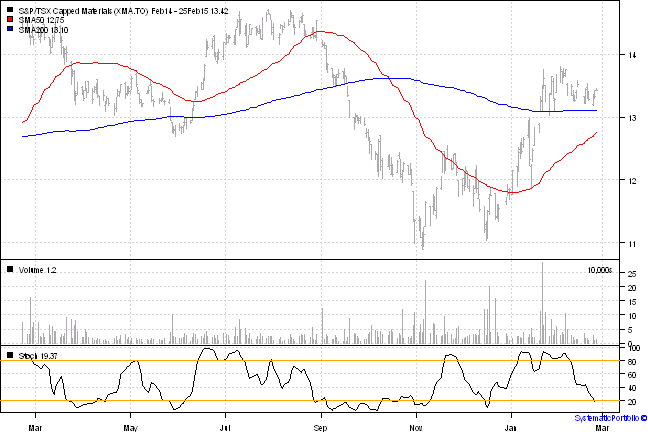 S&P/TSX Capped Materials (XMA.TO) Feb14 - 25Feb15 13.42
SMA50 12.75
SMA200 13.10
14
13
12
11
Volume 1.2
10,000s
25
20
15
10
5
0
Stoch 19.37
100
80
60
40
20
Mar May Jul Sep Nov Jan Mar
SystematicPortfolio ©